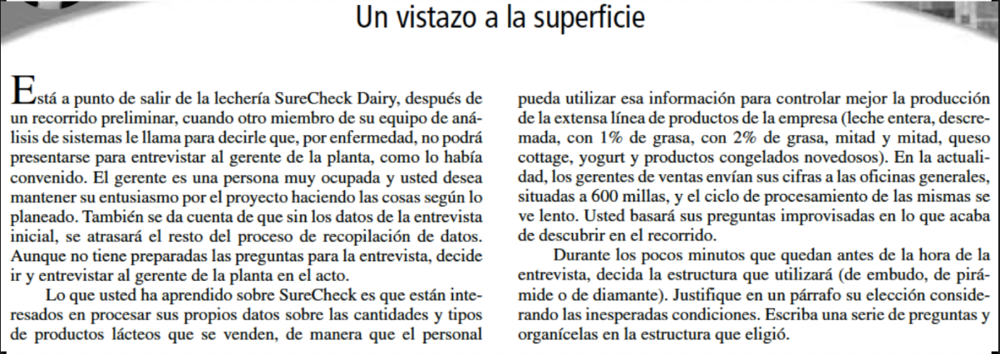 Un vistazo a la superficie
Está a punto de salir de la lechería SureCheck Dairy, después de
un recorrido preliminar, cuando otro miembro de su equipo de aná-
lisis de sistemas le llama para decirle que, por enfermedad, no podrá
presentarse para entrevistar al gerente de la planta, como lo había
convenido. El gerente es una persona muy ocupada y usted desea
mantener su entusiasmo por el proyecto haciendo las cosas según lo
planeado. También se da cuenta de que sin los datos de la entrevista
inicial, se atrasará el resto del proceso de recopilación de datos.
Aunque no tiene preparadas las preguntas para la entrevista, decide
ir y entrevistar al gerente de la planta en el acto.
Lo que usted ha aprendido sobre SureCheck es que están inte-
resados en procesar sus propios datos sobre las cantidades y tipos
de productos lácteos que se venden, de manera que el personal
pueda utilizar esa información para controlar mejor la producción
de la extensa línea de productos de la empresa (leche entera, descre-
mada, con 1% de grasa, con 2% de grasa, mitad y mitad, queso
cottage, yogurt y productos congelados novedosos). En la actuali-
dad, los gerentes de ventas envían sus cifras a las oficinas generales,
situadas a 600 millas, y el ciclo de procesamiento de las mismas se
ve lento. Usted basará sus preguntas improvisadas en lo que acaba
de descubrir en el recorrido.
Durante los pocos minutos que quedan antes de la hora de la
entrevista, decida la estructura que utilizará (de embudo, de pirá-
mide o de diamante). Justifique en un párrafo su elección conside-
rando las inesperadas condiciones. Escriba una serie de preguntas y
organícelas en la estructura que eligió.